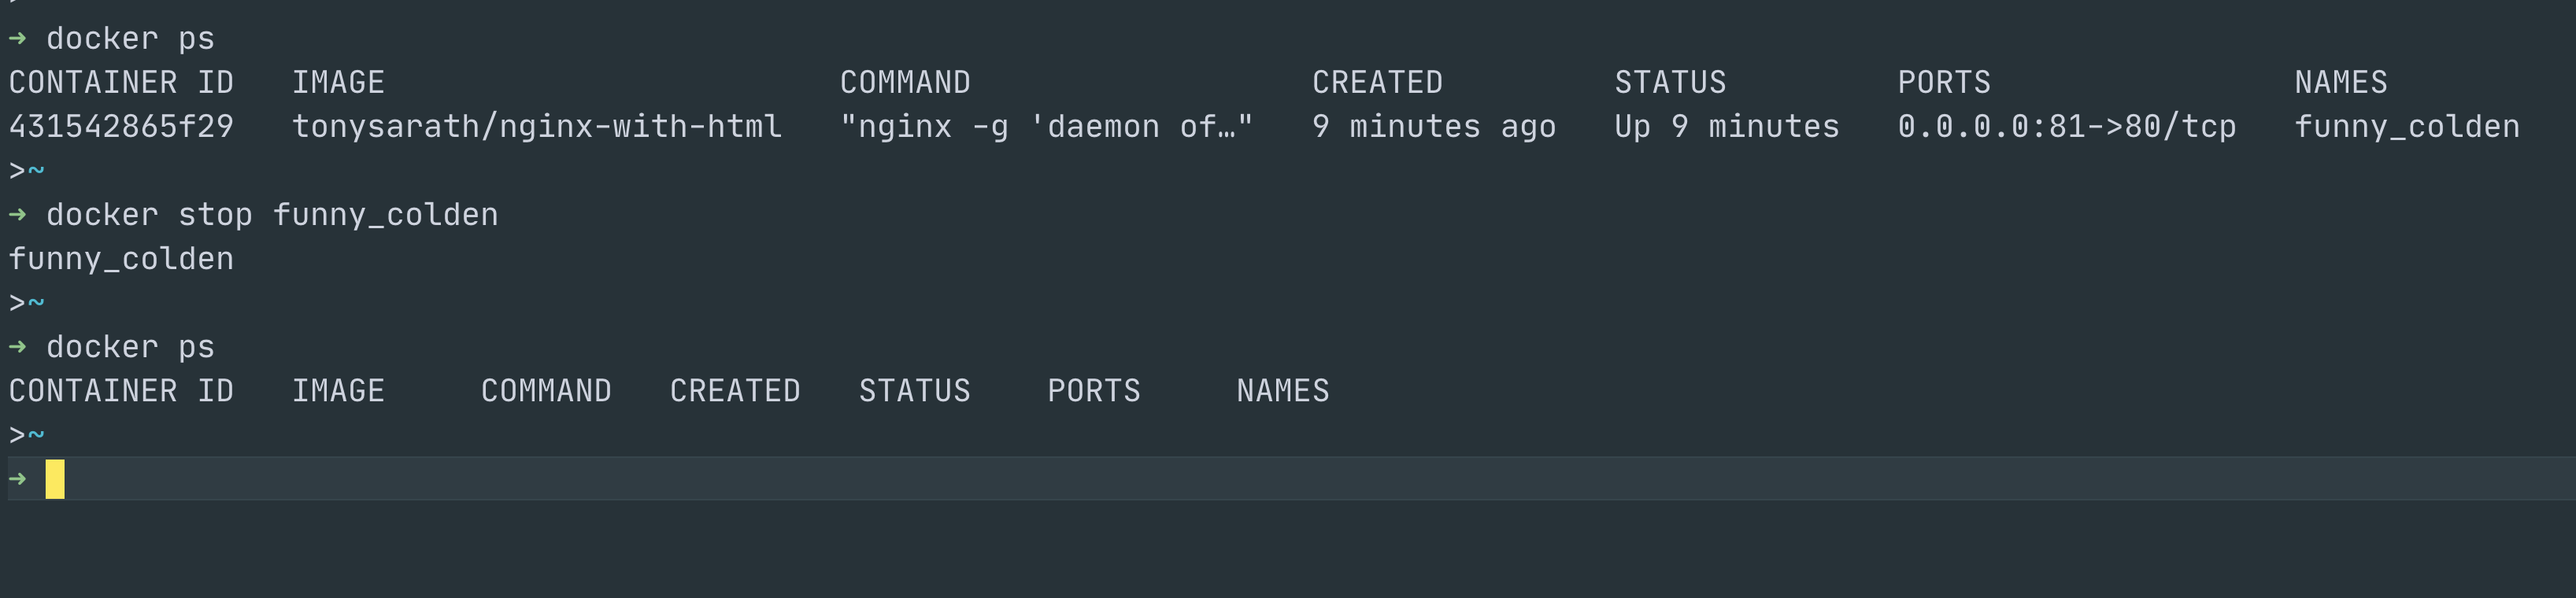 ➜ docker ps
CONTAINER ID   IMAGE                        COMMAND                  CREATED         STATUS         PORTS                NAMES
431542865f29   tonysarath/nginx-with-html   "nginx -g 'daemon of…"   9 minutes ago   Up 9 minutes   0.0.0.0:81->80/tcp   funny_colden
>~
➜ docker stop funny_colden
funny_colden
>~
➜ docker ps
CONTAINER ID   IMAGE     COMMAND   CREATED   STATUS    PORTS     NAMES
>~
➜